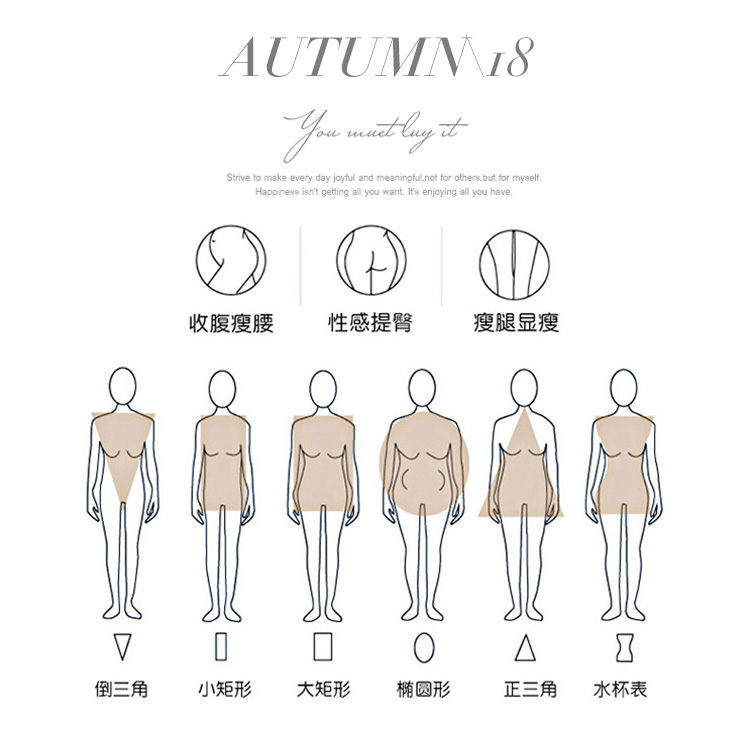 AUTUMN\18
You must luy it
Strive to make every day joyful and meaningful,not for others,but for myself.
Happiness isn't getting all you want. It's enjoying all you have.
收腹瘦腰 性感提臀 瘦腿显瘦
倒三角 小矩形 大矩形 椭圆形 正三角 水杯表